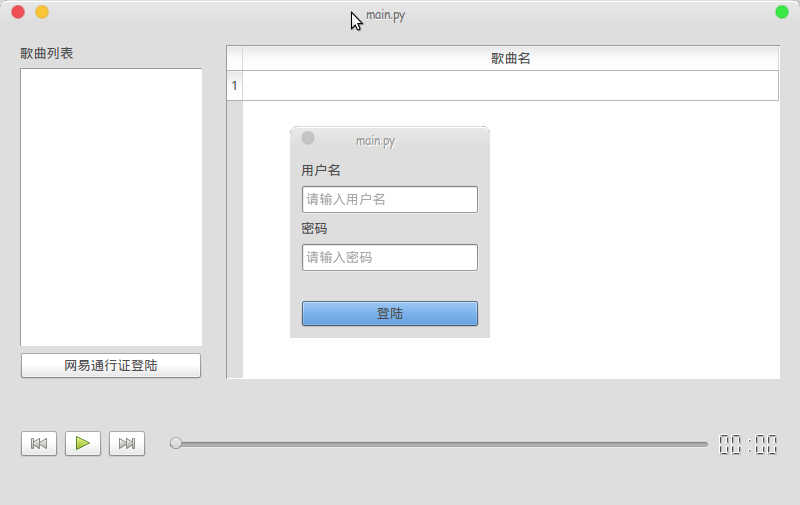 main.py
歌曲列表
歌曲名
1
main.py
用户名
请输入用户名
密码
请输入密码
登陆
网易通行证登陆
00:00